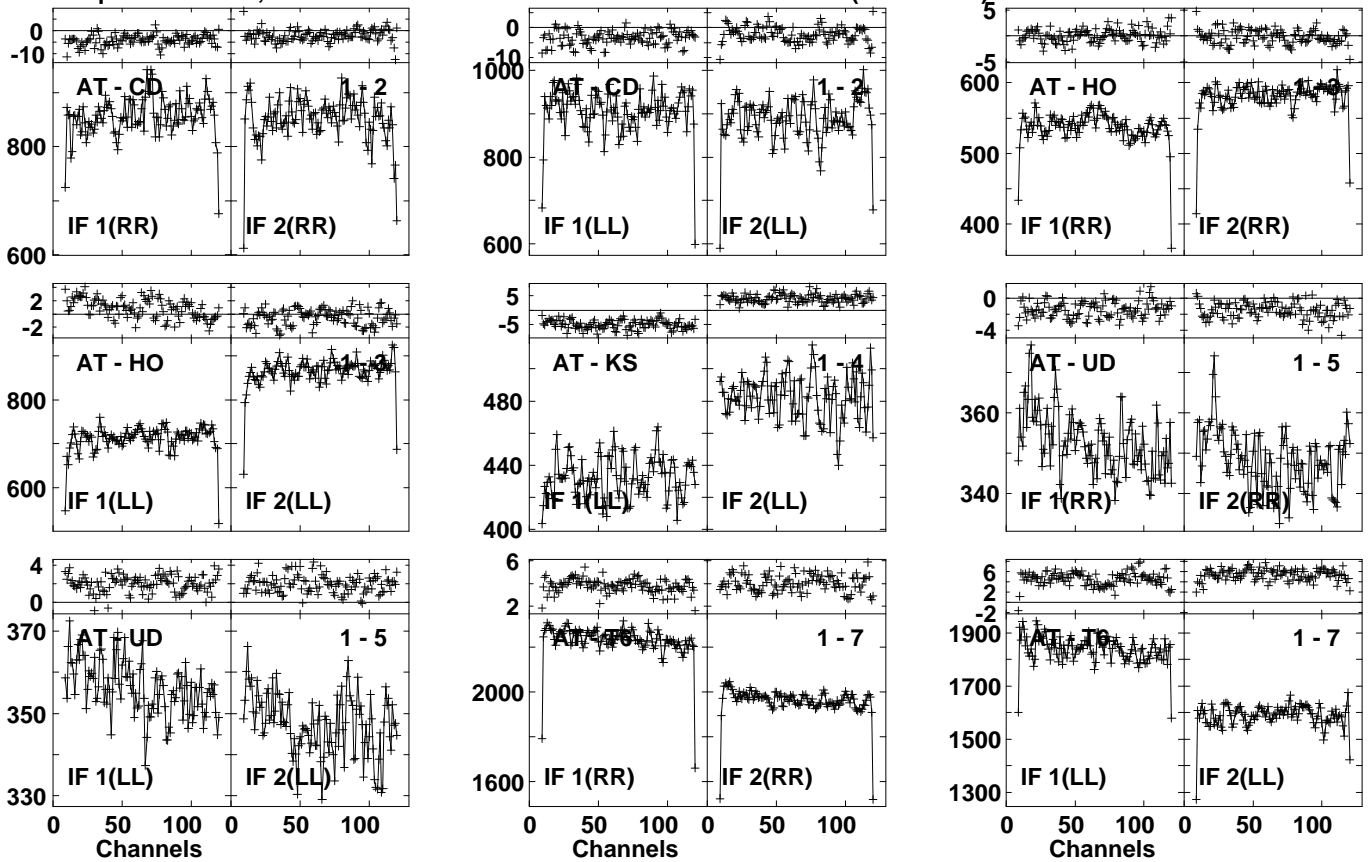 0
-10
AT - CD
1 - 2
800
600
IF 1(RR)
IF 2(RR)
0
-10
1000
AT - CD
1 - 2
800
600
IF 1(LL)
IF 2(LL)
5
-5
600
AT - HO
1 - 3
500
400
IF 1(RR)
IF 2(RR)
2
-2
AT - HO
1 - 3
800
600
IF 1(LL)
IF 2(LL)
5
-5
AT - KS
1 - 4
480
440
400
IF 1(LL)
IF 2(LL)
0
-4
AT - UD
1 - 5
360
340
IF 1(RR)
IF 2(RR)
4
0
370
AT - UD
1 - 5
350
330
IF 1(LL)
IF 2(LL)
0 50 100 0 50 100
Channels
6
2
AT - T6
1 - 7
2000
1600
IF 1(RR)
IF 2(RR)
0 50 100 0 50 100
Channels
6
2
-2
1900
AT - T6
1 - 7
1700
1500
1300
IF 1(LL)
IF 2(LL)
0 50 100 0 50 100
Channels